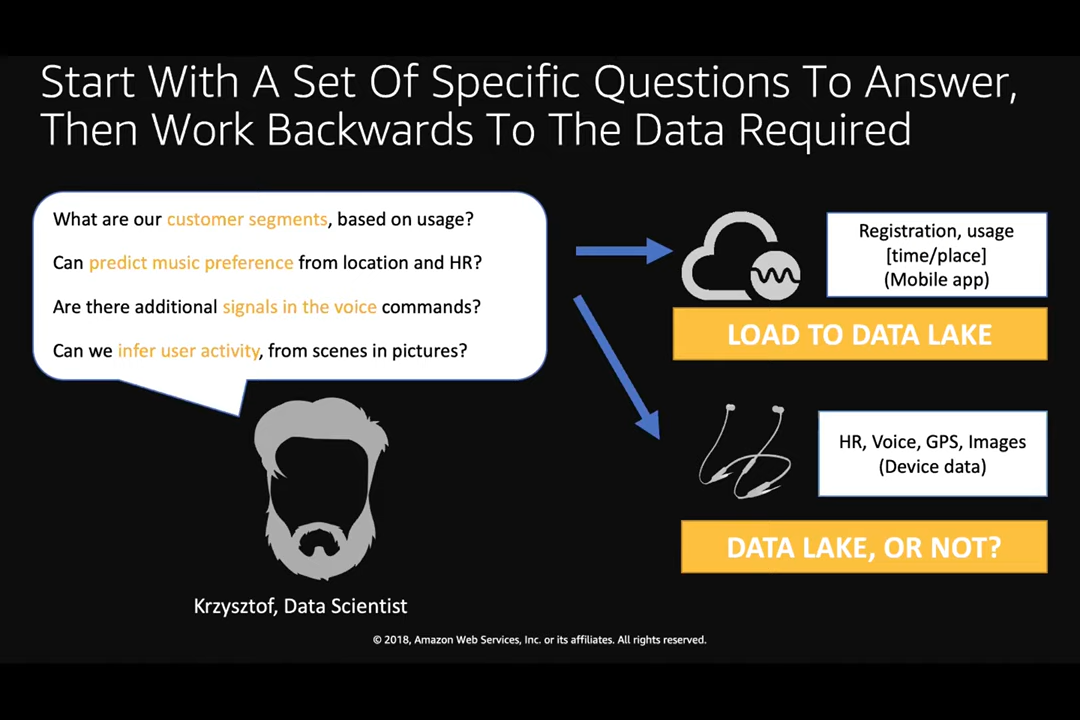 Start With A Set Of Specific Questions To Answer,
Then Work Backwards To The Data Required
What are our customer segments, based on usage?
Can predict music preference from location and HR?
Are there additional signals in the voice commands?
Can we infer user activity, from scenes in pictures?
Krzysztof, Data Scientist
Registration, usage
[time/place]
(Mobile app)
LOAD TO DATA LAKE
HR, Voice, GPS, Images
(Device data)
DATA LAKE, OR NOT?
© 2018, Amazon Web Services, Inc. or its affiliates. All rights reserved.